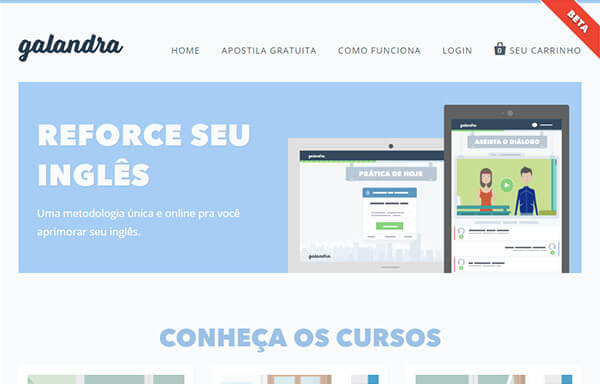 BETA
galandra
HOME APOSTILA GRATUITA COMO FUNCIONA LOGIN 0 SEU CARRINHO
REFORCE SEU
INGLÊS
Uma metodologia única e online pra você
aprimorar seu inglês.
galandra
PRÁTICA DE HOJE
galandra
galandra
ASSISTA O DIÁLOGO
CONHEÇA OS CURSOS